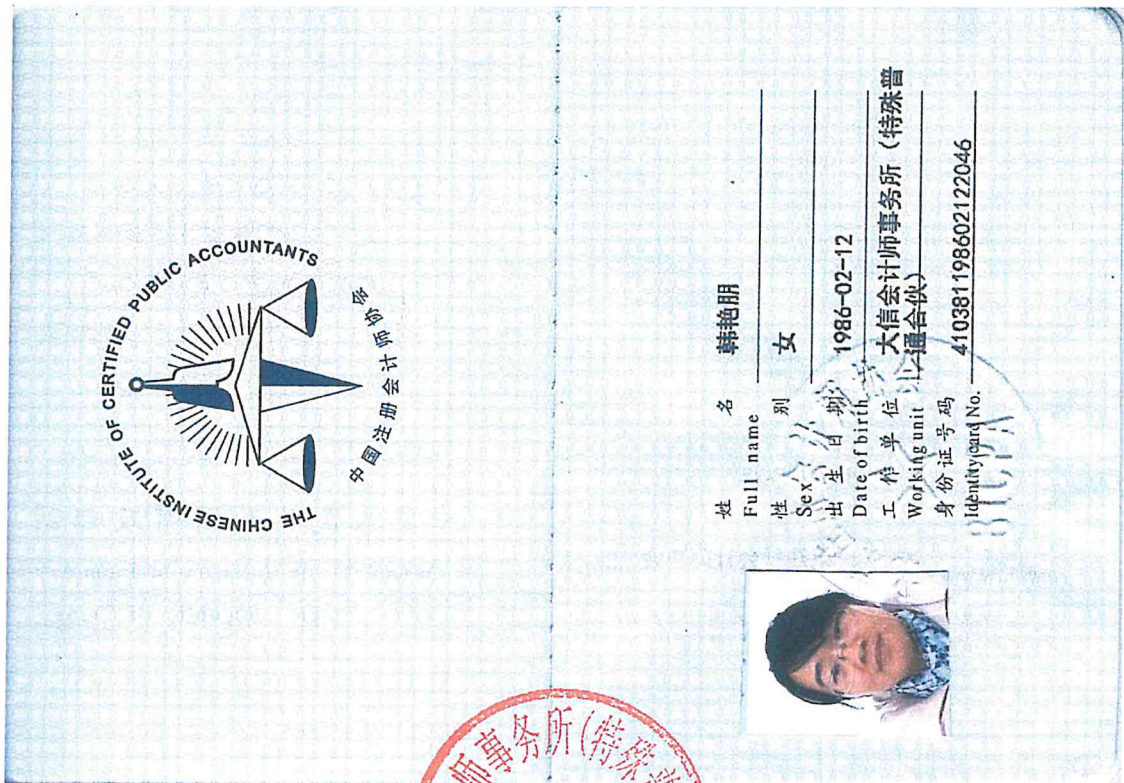 THE CHINESE INSTITUTE OF CERTIFIED PUBLIC ACCOUNTANTS
中国注册会计师协会
姓 名 韩艳朋
Full name
性 别 女
Sex
出 生 日 期 1986-02-12
Date of birth
工 作 单 位 大信会计师事务所（特殊普
Working unit 通合伙）
身 份 证 号 码 410381198602122046
Identity card No.
师事务所(特殊普